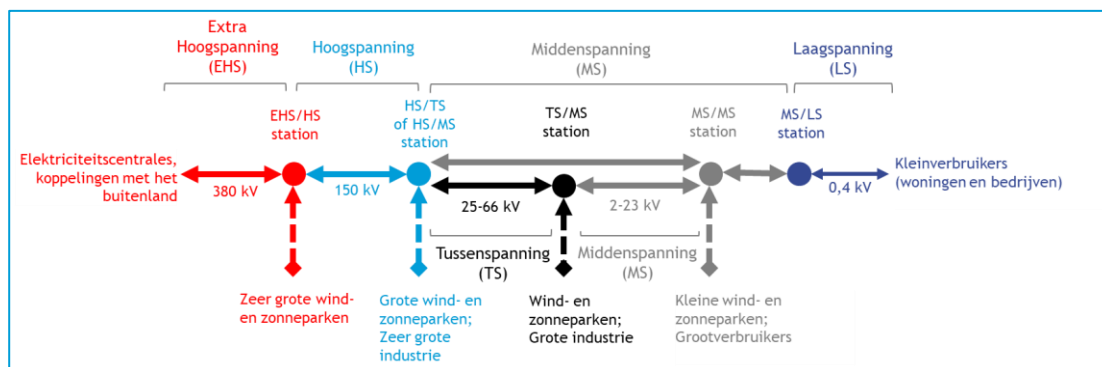 Extra
Hoogspanning
(EHS)
Hoogspanning
(HS)
Middenspanning
(MS)
Laagspanning
(LS)
EHS/HS
station
HS/TS
of HS/MS
station
TS/MS
station
MS/MS
station
MS/LS
station
Elektriciteitscentrales,
koppelingen met het
buitenland
380 kV
150 kV
25-66 kV
2-23 kV
0,4 kV
Kleinverbruikers
(woningen en bedrijven)
Tussenspanning
(TS)
Middenspanning
(MS)
Zeer grote wind-
en zonneparken
Grote wind- en
zonneparken;
Zeer grote
industrie
Wind- en
zonneparken;
Grote industrie
Kleine wind- en
zonneparken;
Grootverbruikers